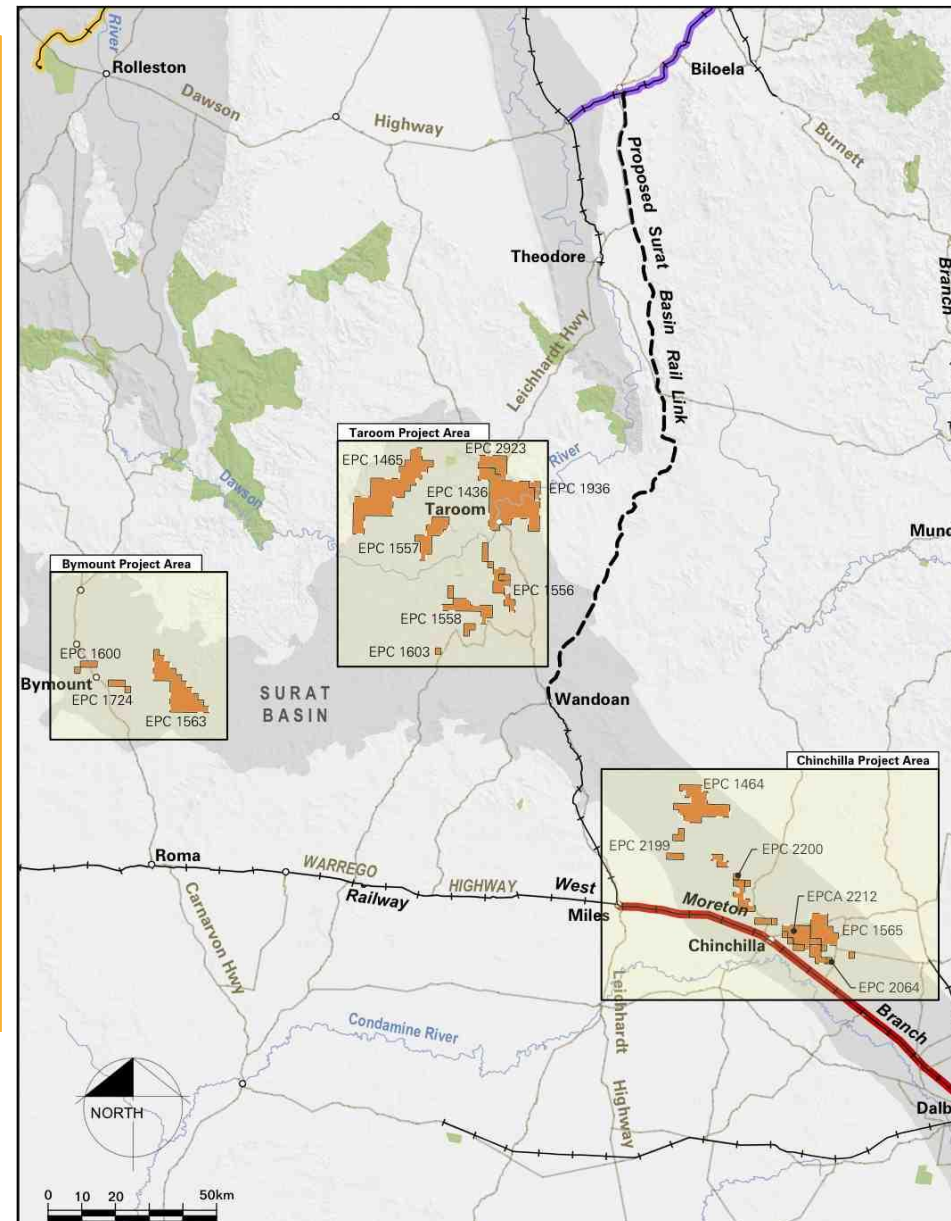 River
Rolleston
Dawson
Highway
Biloela
Burnett
Proposed Surat Basin Rail Link
Theodore
Branch
Leichhardt Hwy
Taroom Project Area
EPC 1465
EPC 2923
River
EPC 1436
EPC 1936
Taroom
EPC 1557
Dawson
Mund
Bymount Project Area
EPC 1556
EPC 1558
EPC 1600
EPC 1603
Bymount
EPC 1724
EPC 1563
SURAT
BASIN
Wandoan
Chinchilla Project Area
EPC 1464
EPC 2199
EPC 2200
Roma
WARREGO
HIGHWAY
West
Railway
Moreton
EPCA 2212
Miles
EPC 1565
Chinchilla
EPC 2064
Carnarvon Hwy
Leichhardt
Highway
Branch
Condamine River
NORTH
Dalb
0 10 20 50km